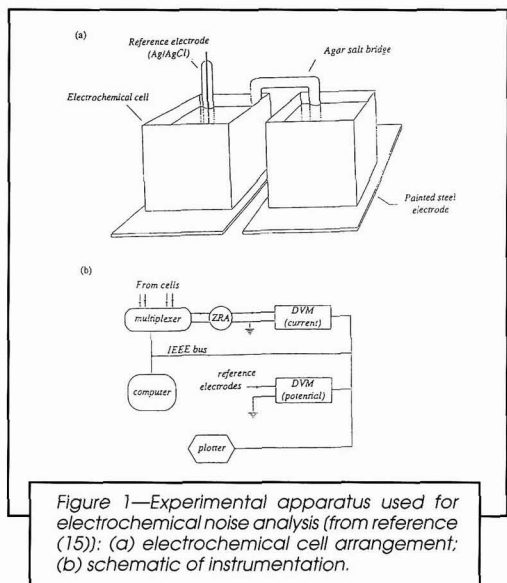 (a)
Reference electrode
(Ag/AgCl)
Agar salt bridge
Electrochemical cell
Painted steel
electrode
(b)
From cells
multiplexer
ZRA
DVM
(current)
IEEE bus
computer
reference
electrodes
DVM
(potential)
plotter
Figure 1—Experimental apparatus used for
electrochemical noise analysis (from reference
(15)): (a) electrochemical cell arrangement;
(b) schematic of instrumentation.